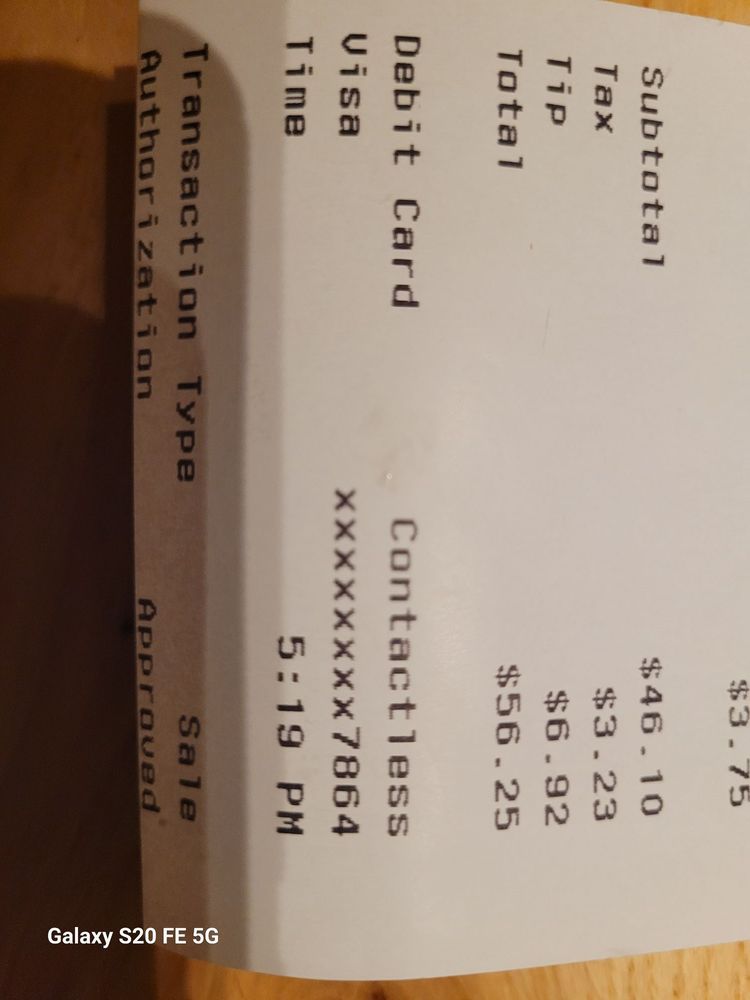 $3.75
Subtotal $46.10
Tax $3.23
Tip $6.92
Total $56.25
Debit Card Contactless
Visa xxxxxxxx7864
Time 5:19 PM
Transaction Type Sale
Authorization Approved
Galaxy S20 FE 5G